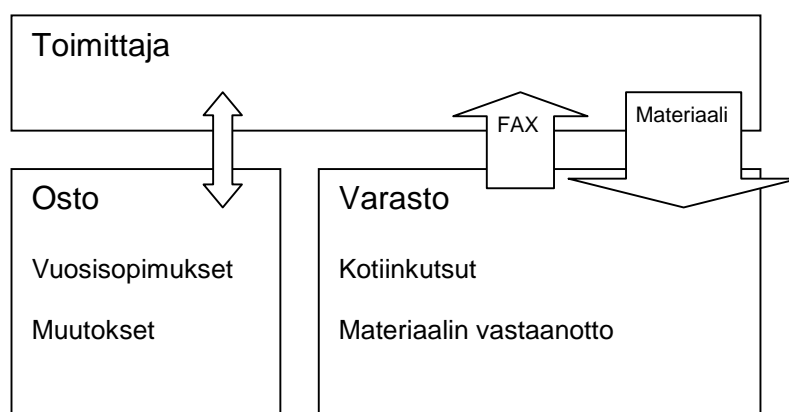 Toimittaja
FAX
Materiaali
Osto
Vuosisopimukset
Muutokset
Varasto
Kotiinkutsut
Materiaalin vastaanotto